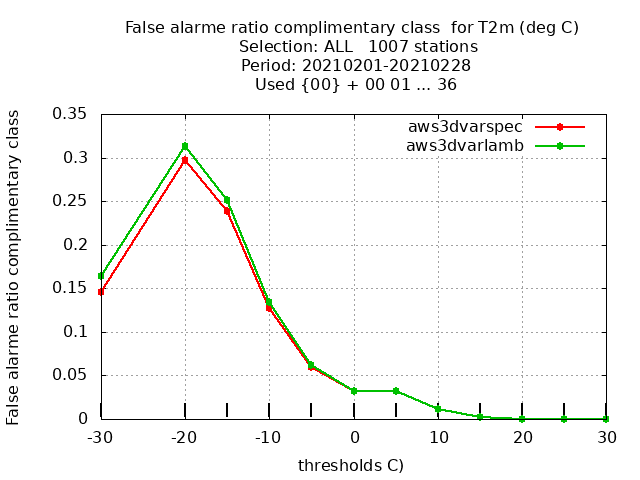 False alarme ratio complimentary class  for T2m (deg C)
Selection: ALL   1007 stations
Period: 20210201-20210228
Used {00} + 00 01 ... 36
False alarme ratio complimentary class
aws3dvarspec
aws3dvarlamb
0.35
0.3
0.25
0.2
0.15
0.1
0.05
0
-30 -20 -10 0 10 20 30
thresholds C)